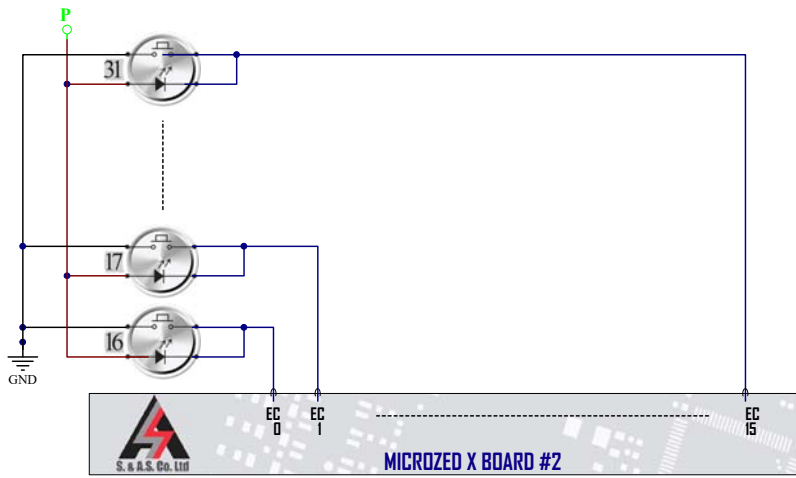 P
31
17
16
GND
EC 0
EC 1
EC 15
S. & A.S. Co. Ltd
MICROZED X BOARD #2